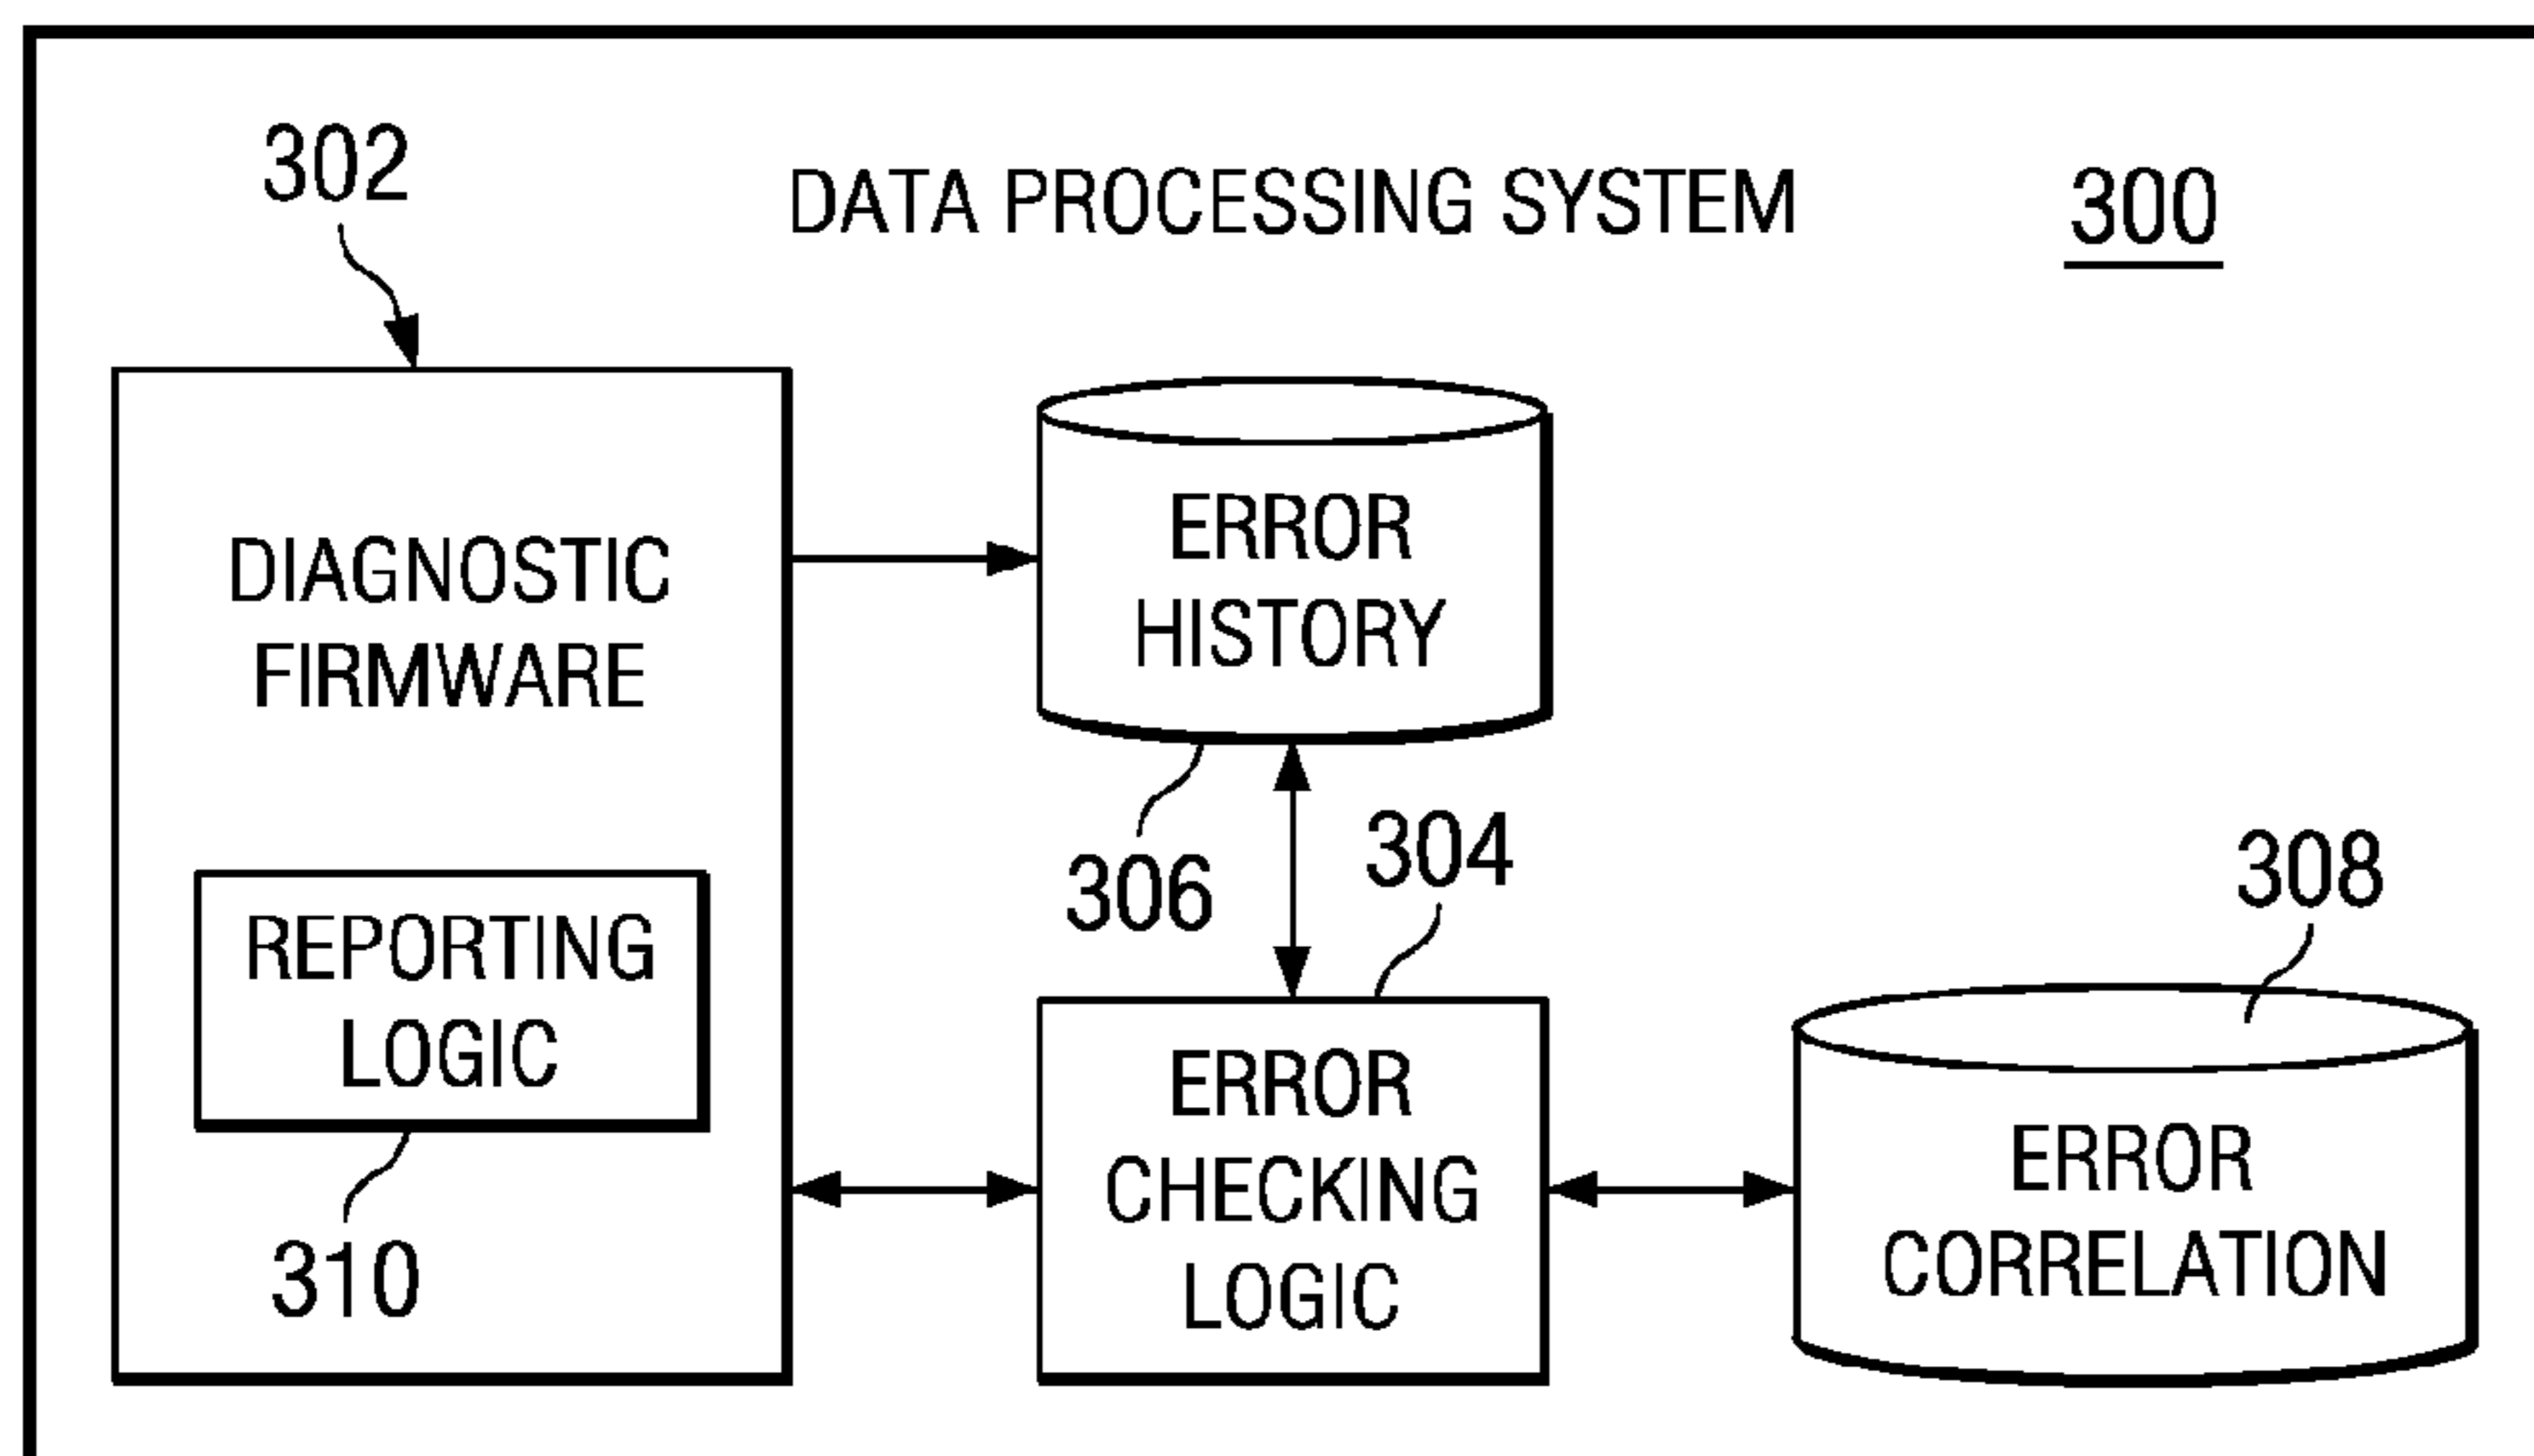 302
DATA PROCESSING SYSTEM
300
DIAGNOSTIC
FIRMWARE
ERROR
HISTORY
306
304
308
REPORTING
LOGIC
310
ERROR
CHECKING
LOGIC
ERROR
CORRELATION